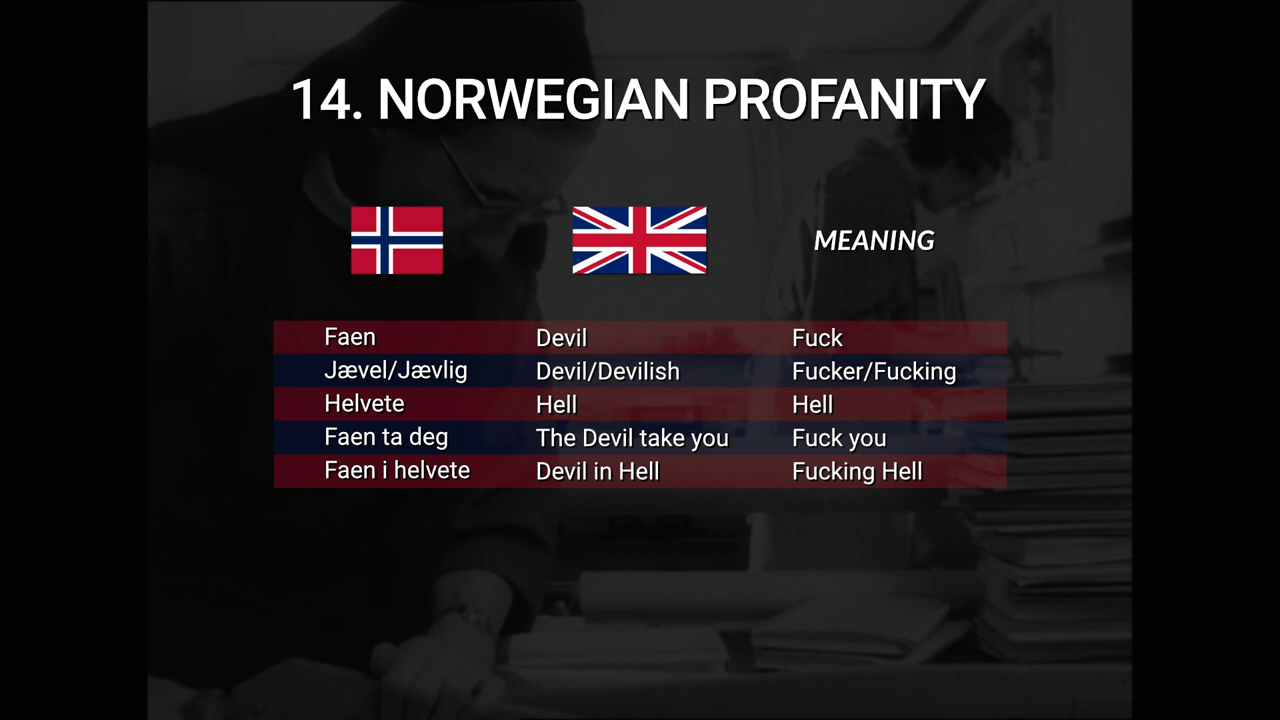 14. NORWEGIAN PROFANITY
MEANING
Faen Devil Fuck
Jævel/Jævlig Devil/Devilish Fucker/Fucking
Helvete Hell Hell
Faen ta deg The Devil take you Fuck you
Faen i helvete Devil in Hell Fucking Hell